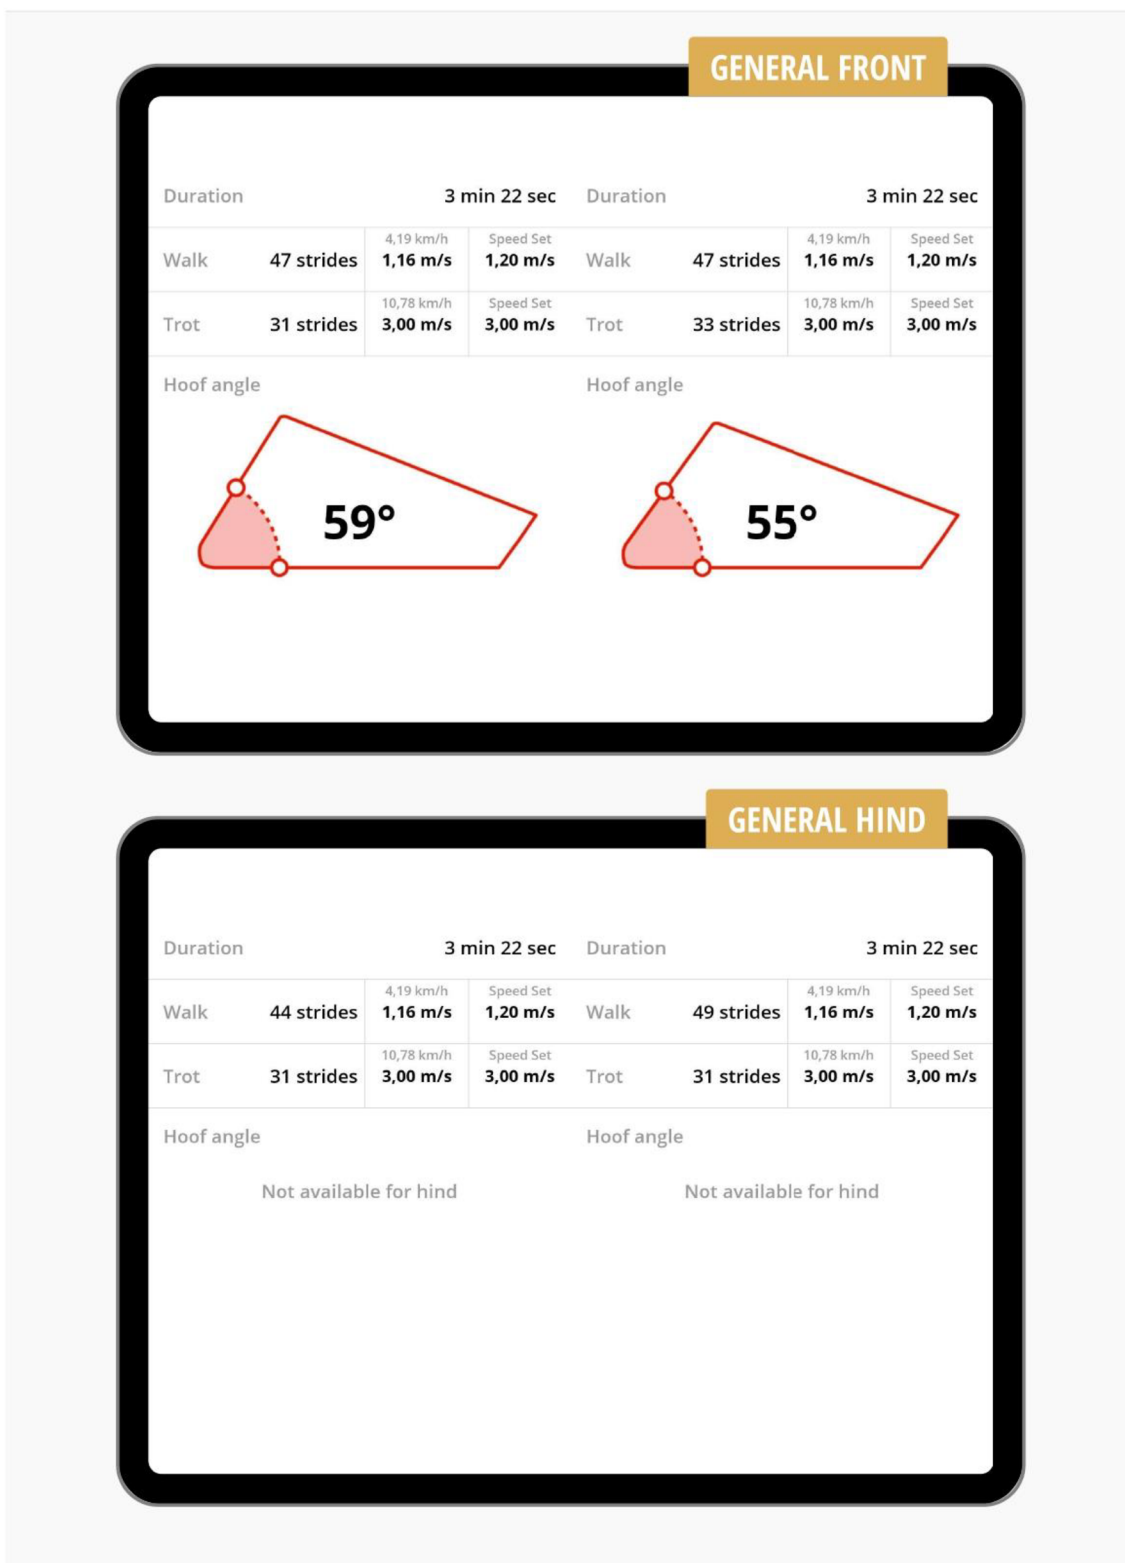 GENERAL FRONT
Duration 3 min 22 sec Duration 3 min 22 sec
4,19 km/h Speed Set 4,19 km/h Speed Set
Walk 47 strides 1,16 m/s 1,20 m/s Walk 47 strides 1,16 m/s 1,20 m/s
10,78 km/h Speed Set 10,78 km/h Speed Set
Trot 31 strides 3,00 m/s 3,00 m/s Trot 33 strides 3,00 m/s 3,00 m/s
Hoof angle Hoof angle
59° 55°
GENERAL HIND
Duration 3 min 22 sec Duration 3 min 22 sec
4,19 km/h Speed Set 4,19 km/h Speed Set
Walk 44 strides 1,16 m/s 1,20 m/s Walk 49 strides 1,16 m/s 1,20 m/s
10,78 km/h Speed Set 10,78 km/h Speed Set
Trot 31 strides 3,00 m/s 3,00 m/s Trot 31 strides 3,00 m/s 3,00 m/s
Hoof angle Hoof angle
Not available for hind Not available for hind